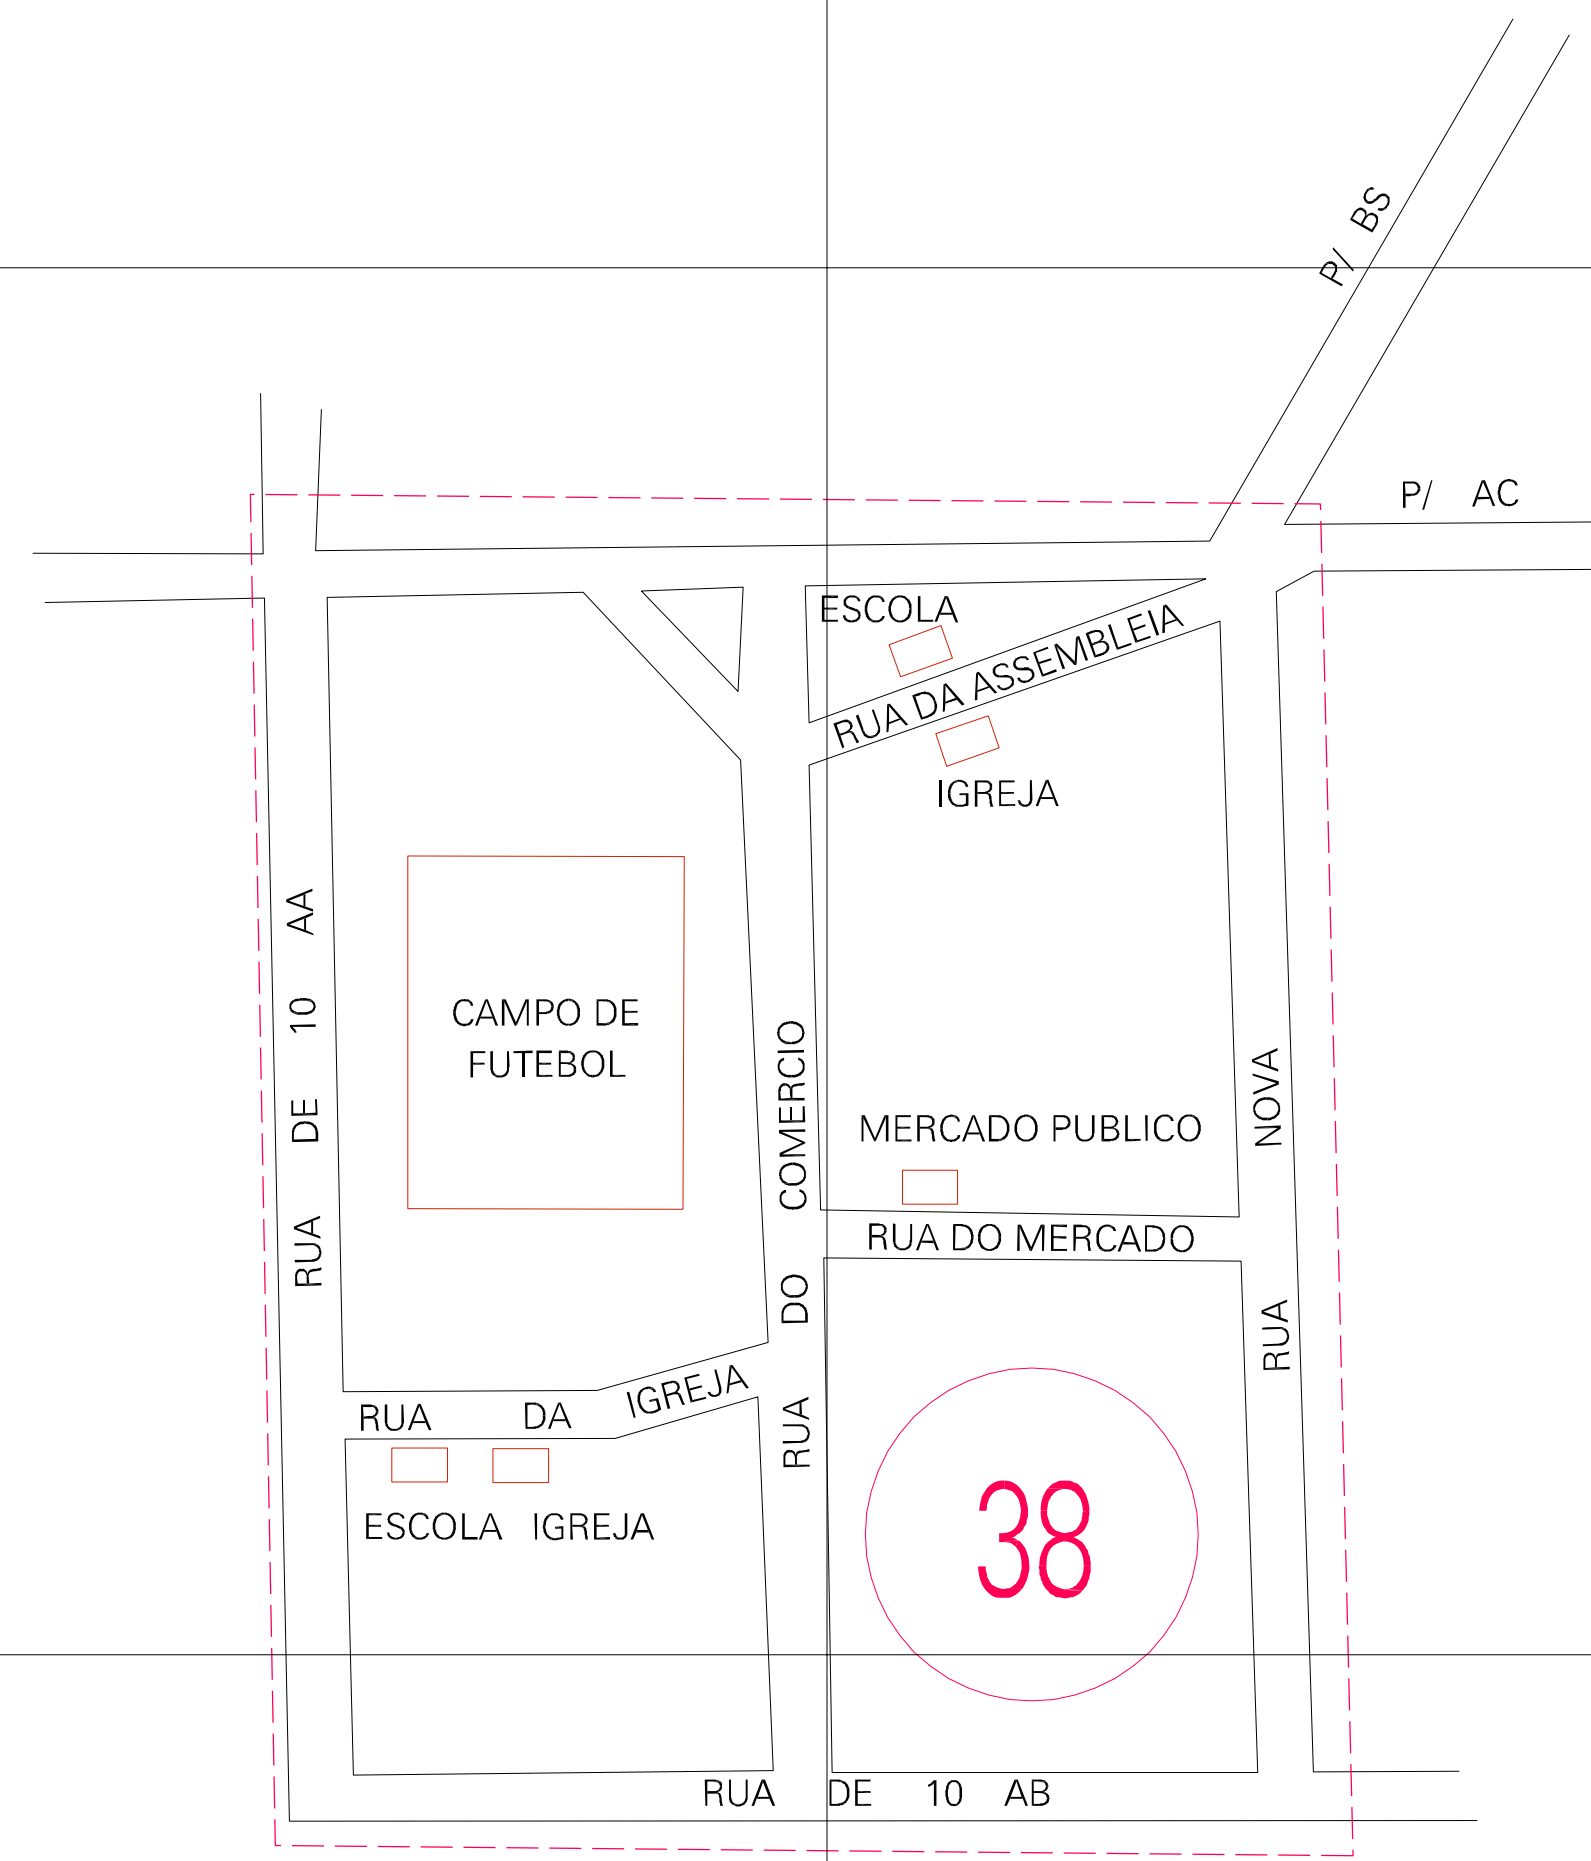 P/ BS
P/ AC
ESCOLA
RUA DA ASSEMBLEIA
IGREJA
RUA DE 10 AA
CAMPO DE
FUTEBOL
RUA DO COMERCIO
RUA NOVA
MERCADO PUBLICO
RUA DO MERCADO
RUA DA IGREJA
ESCOLA IGREJA
38
RUA DE 10 AB